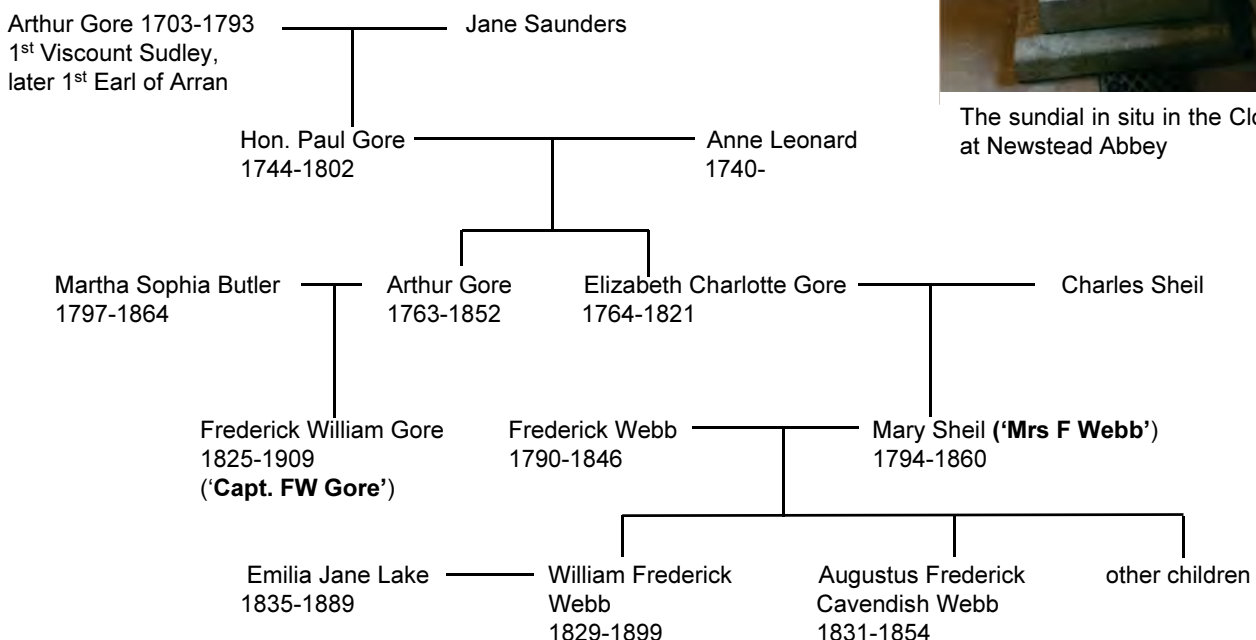 Arthur Gore 1703-1793
1st Viscount Sudley,
later 1st Earl of Arran
Jane Saunders
The sundial in situ in the
at Newstead Abbey
Hon. Paul Gore
1744-1802
Anne Leonard
1740-
Martha Sophia Butler
1797-1864
Arthur Gore
1763-1852
Elizabeth Charlotte Gore
1764-1821
Charles Sheil
Frederick William Gore
1825-1909
(‘Capt. FW Gore’)
Frederick Webb
1790-1846
Mary Sheil (‘Mrs F Webb’)
1794-1860
Emilia Jane Lake
1835-1889
William Frederick
Webb
1829-1899
Augustus Frederick
Cavendish Webb
1831-1854
other children